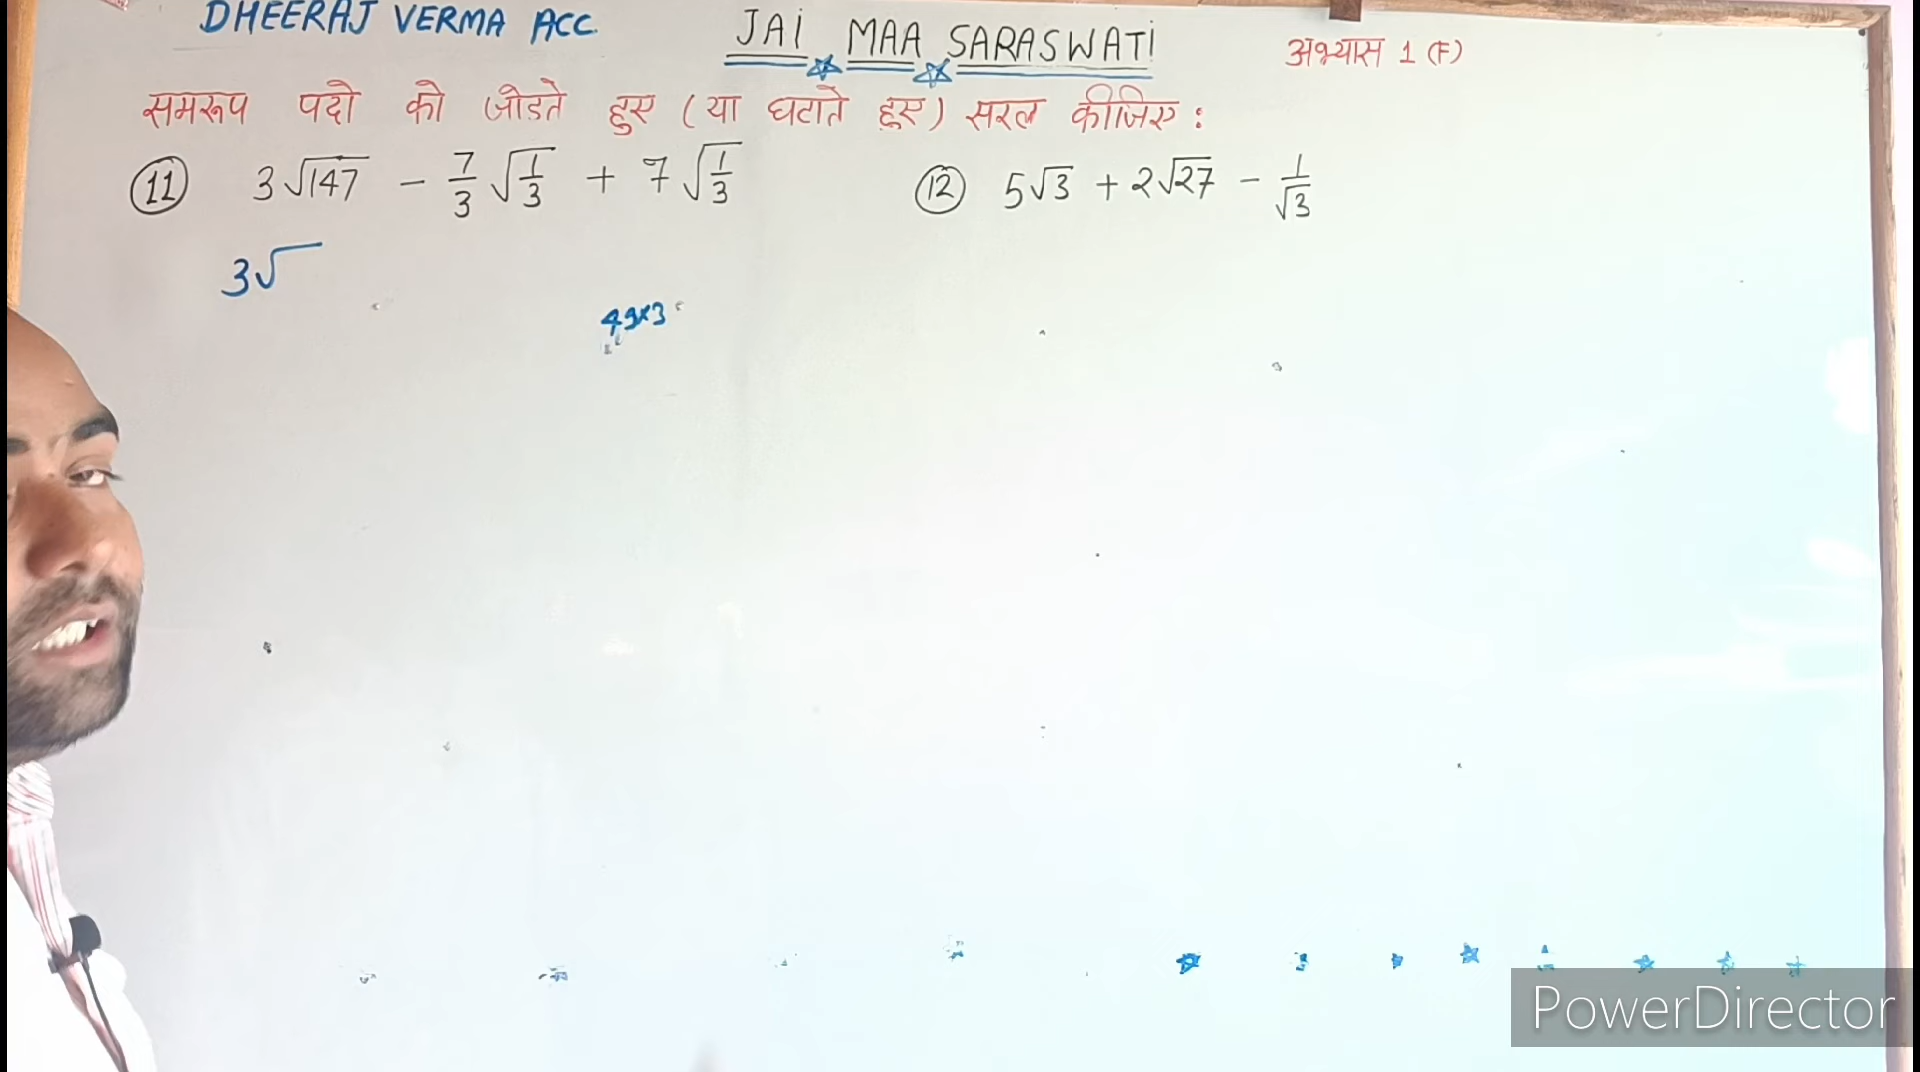 DHEERAJ VERMA ACC.
JAI MAA SARASWATI
अभ्यास 1 (F)
समरूप पदो को जोडते हुए (या घटाते हुए) सरल कीजिए :
(11) 3√147 - 7/3 √1/3 + 7 √1/3
(12) 5√3 + 2√27 - 1/√3
3√
49×3
PowerDirector